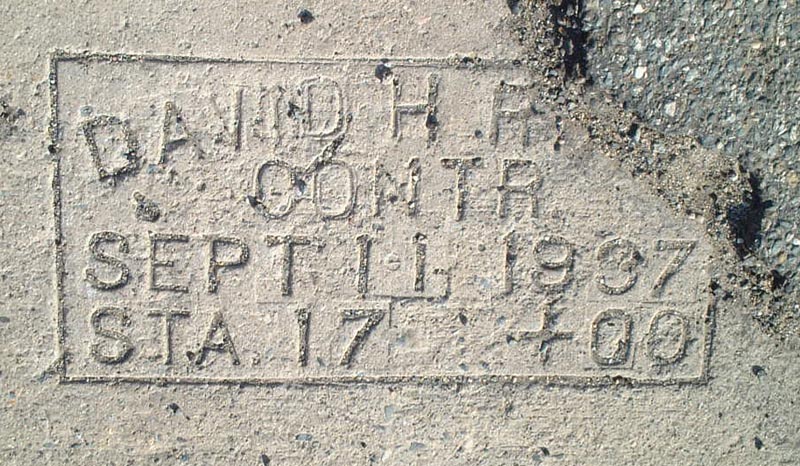 DAVID H R
CONTR.
SEPT 11 1937
STA. 17 +00